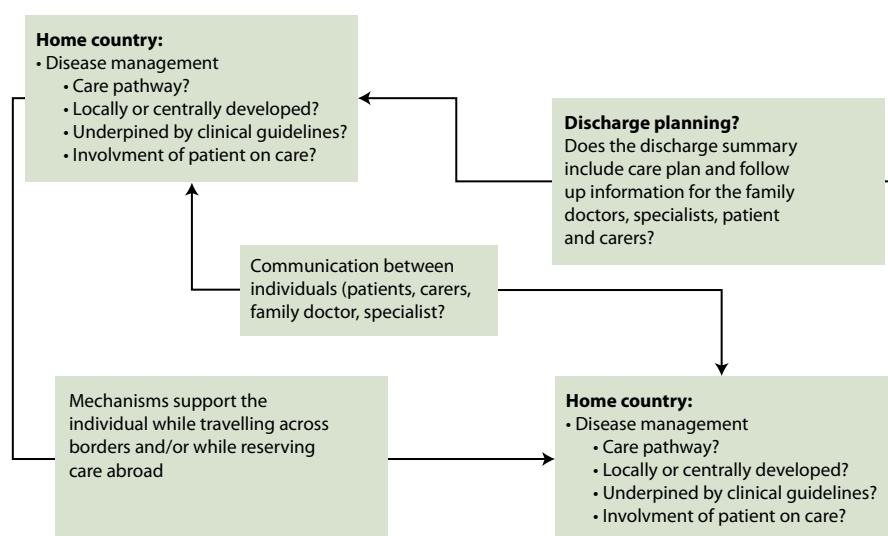 Home country:
• Disease management
• Care pathway?
• Locally or centrally developed?
• Underpined by clinical guidelines?
• Involvment of patient on care?
Discharge planning?
Does the discharge summary
include care plan and follow
up information for the family
doctors, specialists, patient
and carers?
Communication between
individuals (patients, carers,
family doctor, specialist?
Mechanisms support the
individual while travelling across
borders and/or while reserving
care abroad
Home country:
• Disease management
• Care pathway?
• Locally or centrally developed?
• Underpined by clinical guidelines?
• Involvment of patient on care?